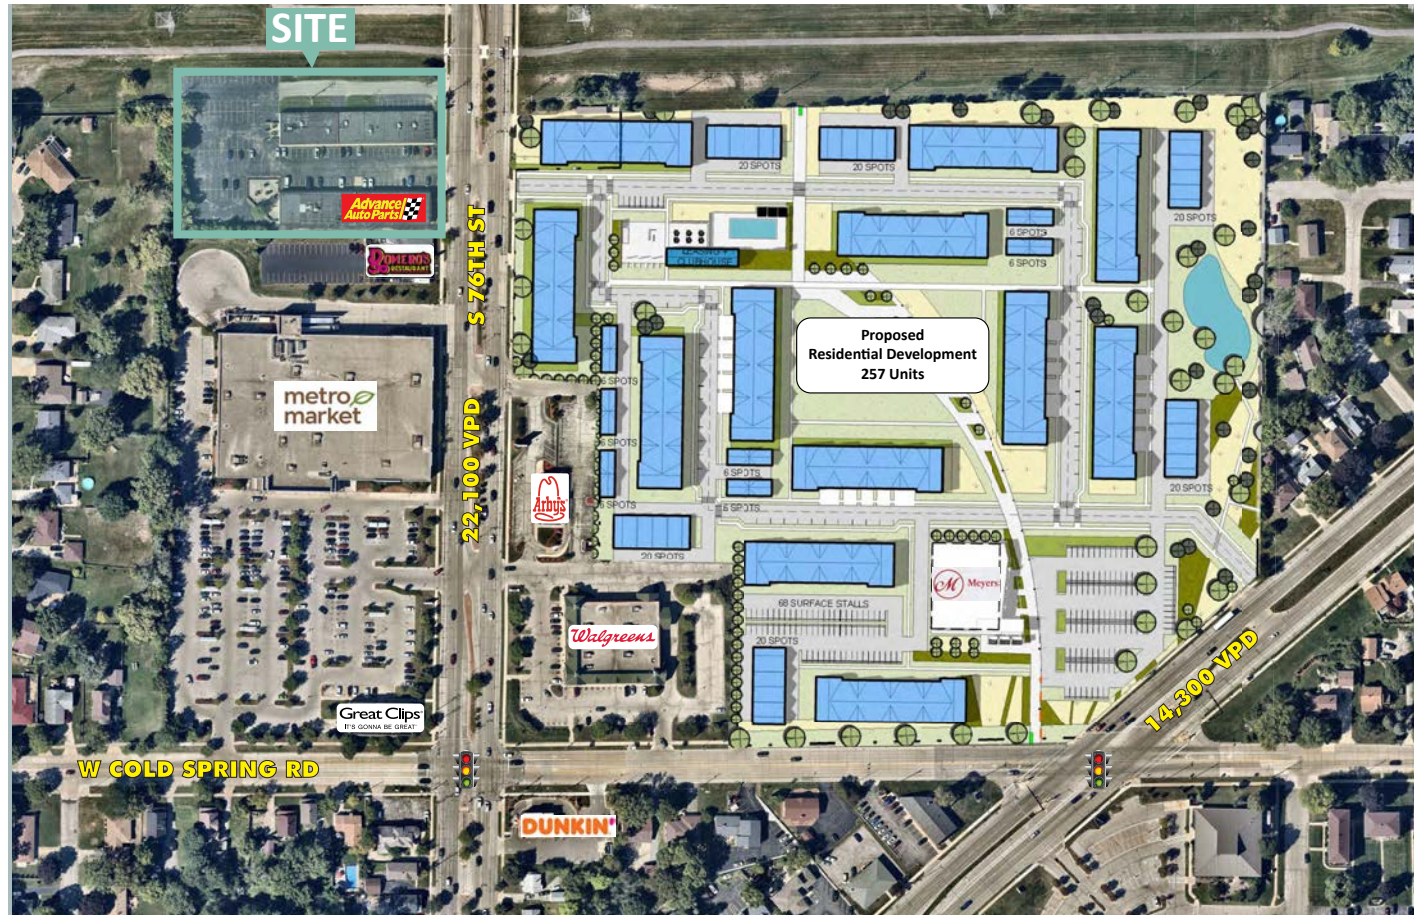 SITE
Advance
Auto Parts
ROMERO'S
RESTAURANT
S 76TH ST
22,100 VPD
metro
market
Arby's
Walgreens
Great Clips
IT'S GONNA BE GREAT
W COLD SPRING RD
DUNKIN'
14,300 VPD
Proposed
Residential Development
257 Units
M Meyers
20 SPOTS
20 SPOTS
20 SPOTS
6 SPOTS
6 SPOTS
CLUBHOUSE
6 SPOTS
6 SPOTS
6 SPOTS
6 SPOTS
6 SPOTS
20 SPOTS
20 SPOTS
68 SURFACE STALLS
20 SPOTS